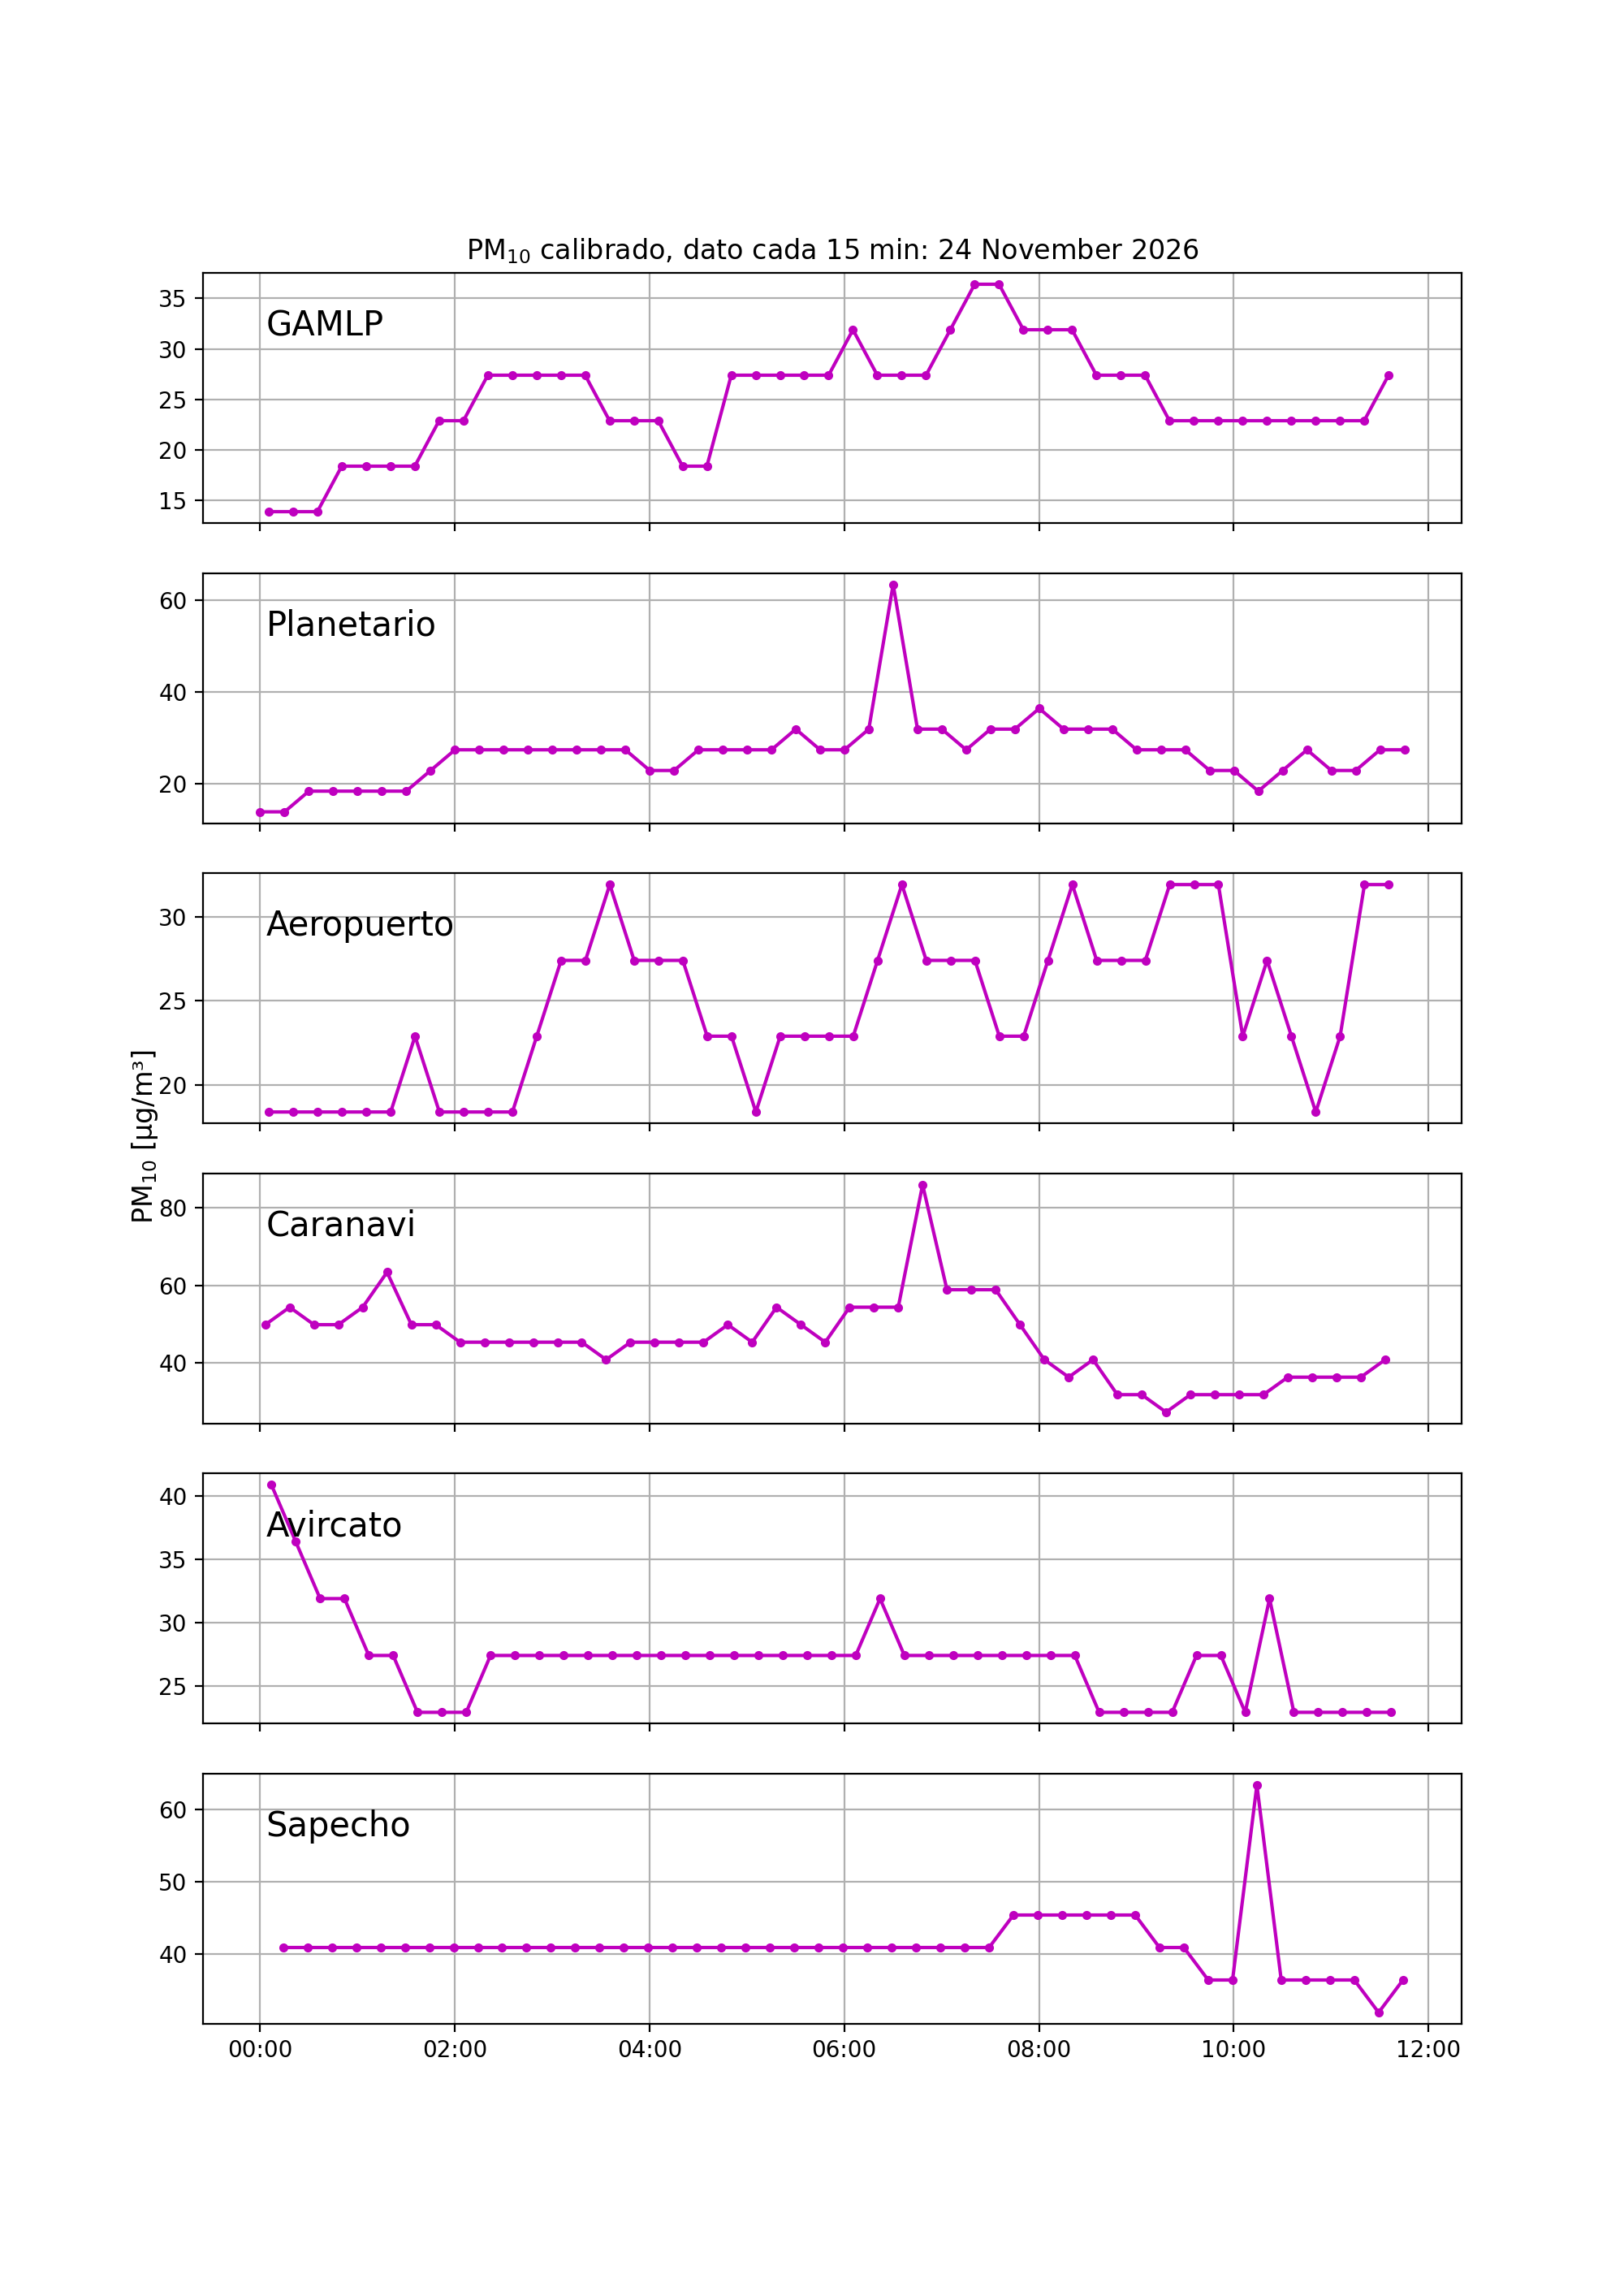 PM₁₀ calibrado, dato cada 15 min: 24 November 2026
35
30
25
20
15
GAMLP
60
40
20
Planetario
30
25
20
Aeropuerto
PM₁₀ [µg/m³]
80
60
40
Caranavi
40
35
30
25
Avircato
60
50
40
Sapecho
00:00 02:00 04:00 06:00 08:00 10:00 12:00